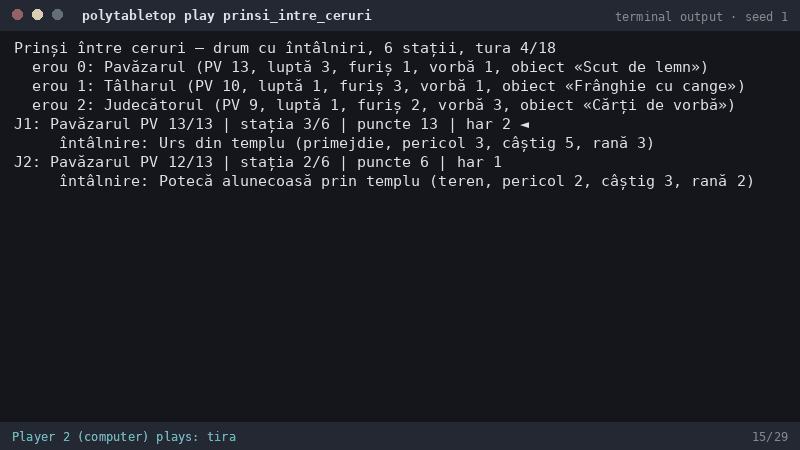 polytabletop play prinsi_intre_ceruri
terminal output · seed 1
Prinși între ceruri — drum cu întâlniri, 6 stații, tura 4/18
erou 0: Pavăzarul (PV 13, luptă 3, furiș 1, vorbă 1, obiect «Scut de lemn»)
erou 1: Tâlharul (PV 10, luptă 1, furiș 3, vorbă 1, obiect «Frânghie cu cange»)
erou 2: Judecătorul (PV 9, luptă 1, furiș 2, vorbă 3, obiect «Cărți de vorbă»)
J1: Pavăzarul PV 13/13 | stația 3/6 | puncte 13 | har 2 ◄
întâlnire: Urs din templu (primejdie, pericol 3, câștig 5, rană 3)
J2: Pavăzarul PV 12/13 | stația 2/6 | puncte 6 | har 1
întâlnire: Potecă alunecoasă prin templu (teren, pericol 2, câștig 3, rană 2)
Player 2 (computer) plays: tira
15/29